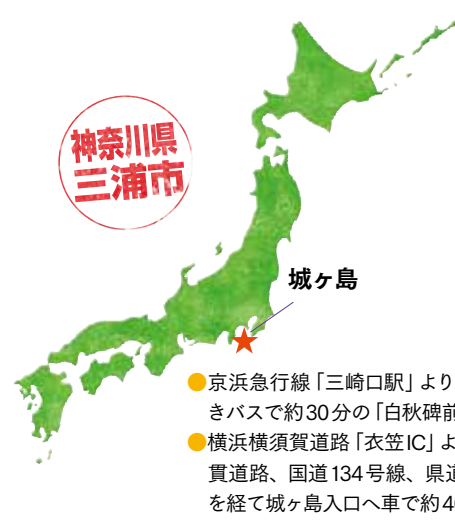 神奈川県
三浦市
城ヶ島
●京浜急行線「三崎口駅」より
きバスで約30分の「白秋碑前
●横浜横須賀道路「衣笠IC」よ
貫道路、国道134号線、県道
を経て城ヶ島入口へ車で約4